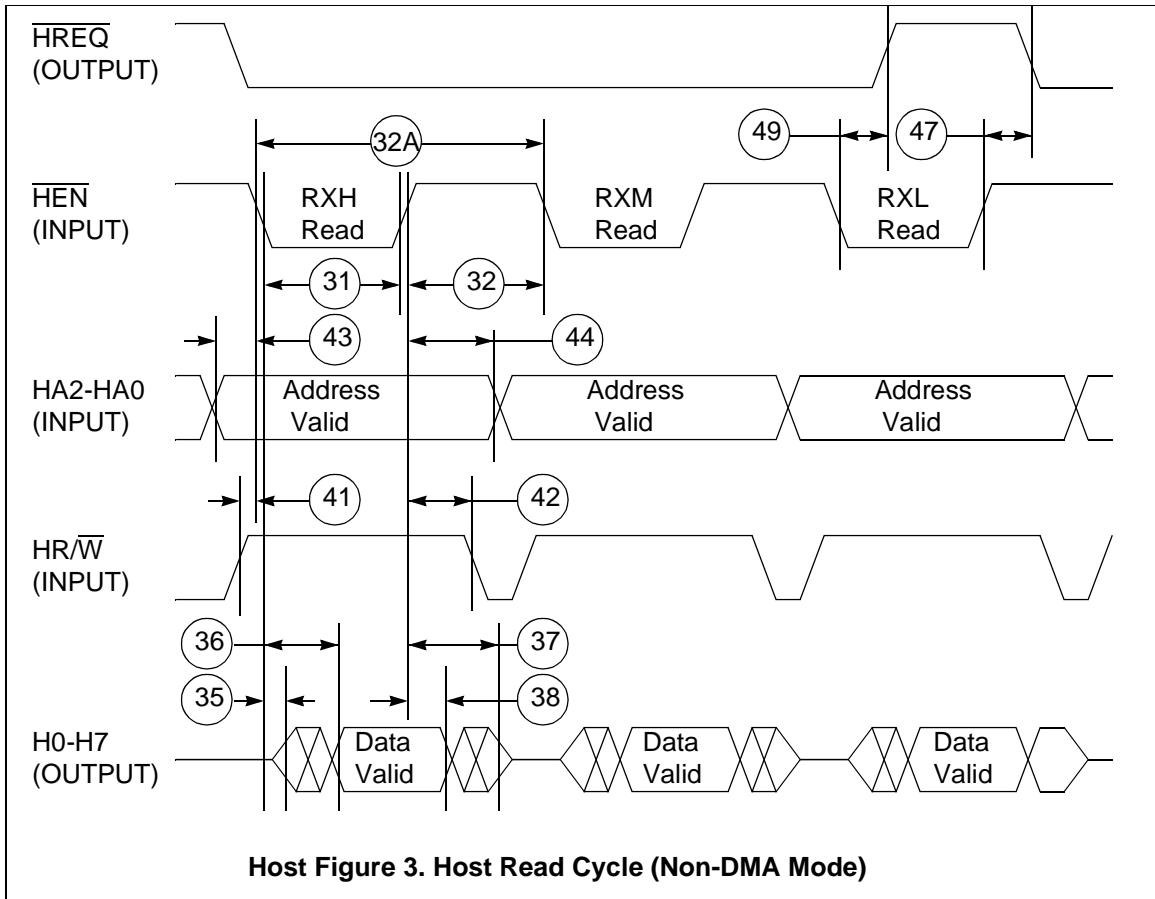 HREQ
(OUTPUT)
32A
49
47
HEN
(INPUT)
RXH
Read
RXM
Read
RXL
Read
31
32
43
44
HA2-HA0
(INPUT)
Address
Valid
Address
Valid
Address
Valid
41
42
HR/W
(INPUT)
36
37
35
38
H0-H7
(OUTPUT)
Data
Valid
Data
Valid
Data
Valid
Host Figure 3. Host Read Cycle (Non-DMA Mode)